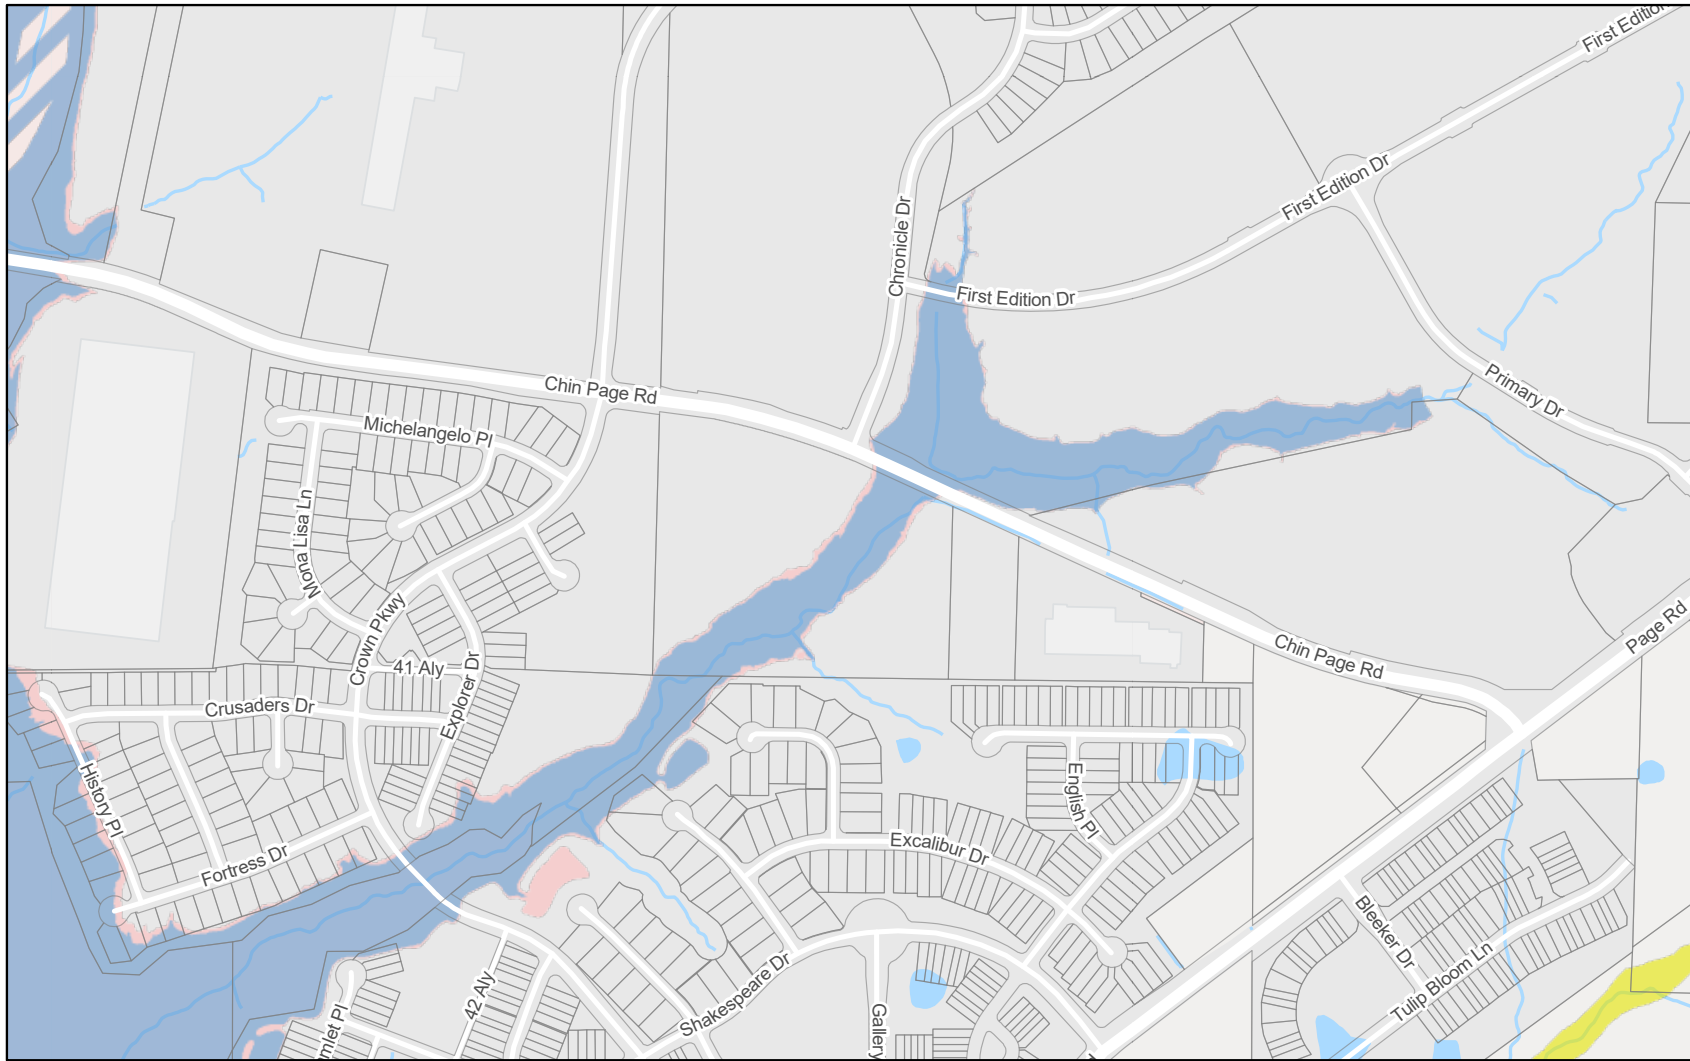 First Edition
First Edition Dr
Chronicle Dr
First Edition Dr
Chin Page Rd
Primary Dr
Michelangelo Pl
Mona Lisa Ln
Crown Pkwy
41 Aly
Explorer Dr
Crusaders Dr
Chin Page Rd
Page Rd
History Pl
English Pl
Fortress Dr
Excalibur Dr
Bleeker Dr
Tulip Bloom Ln
Shakespeare Dr
42 Aly
Gallery
mlet Pl